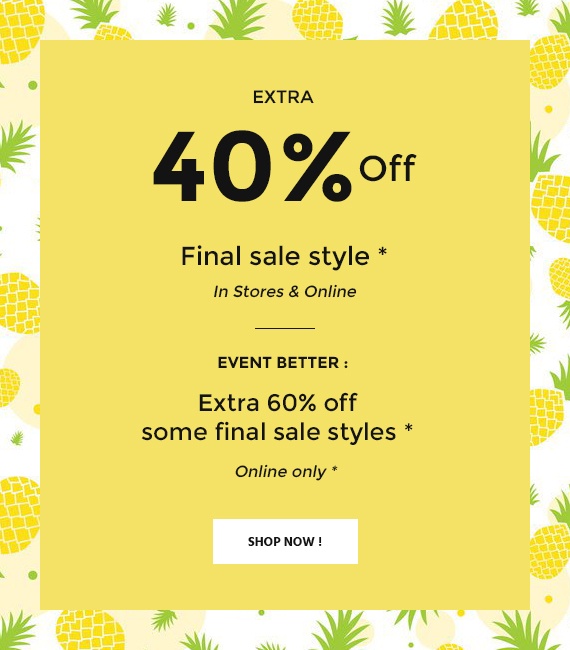 EXTRA
40% Off
Final sale style *
In Stores & Online
EVENT BETTER :
Extra 60% off
some final sale styles *
Online only *
SHOP NOW !